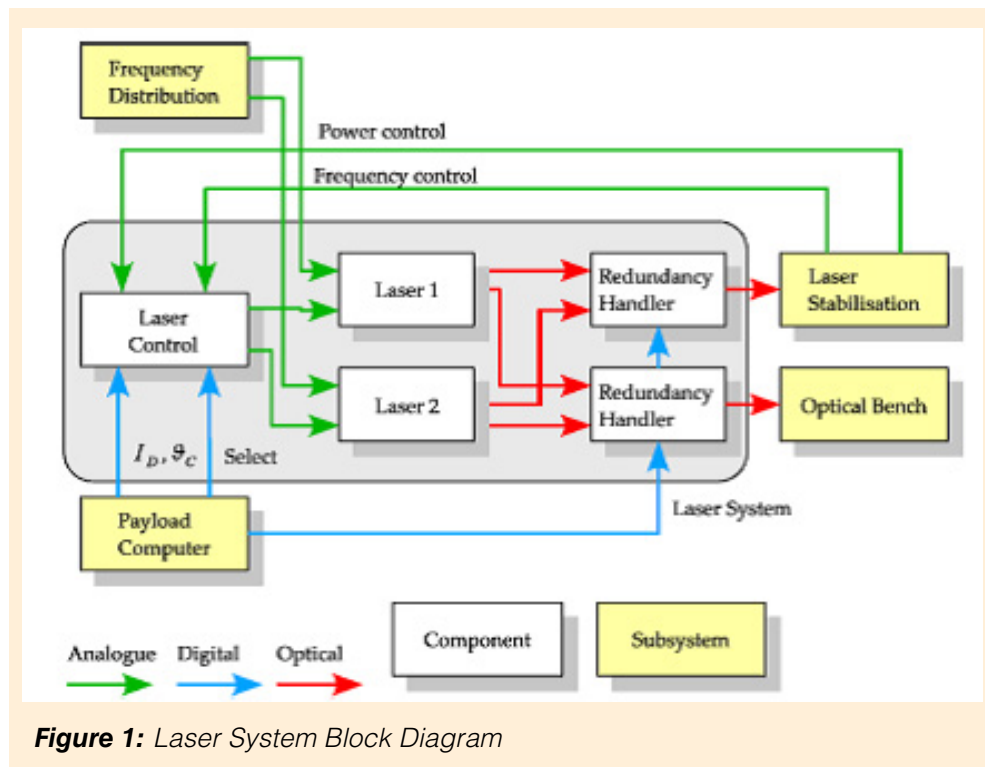 Frequency
Distribution
Power control
Frequency control
Laser 1
Redundancy
Handler
Laser
Stabilisation
Laser
Control
Laser 2
Redundancy
Handler
Optical Bench
I_D, ϑ_C
Select
Laser System
Payload
Computer
Component
Subsystem
Analogue
Digital
Optical
Figure 1: Laser System Block Diagram